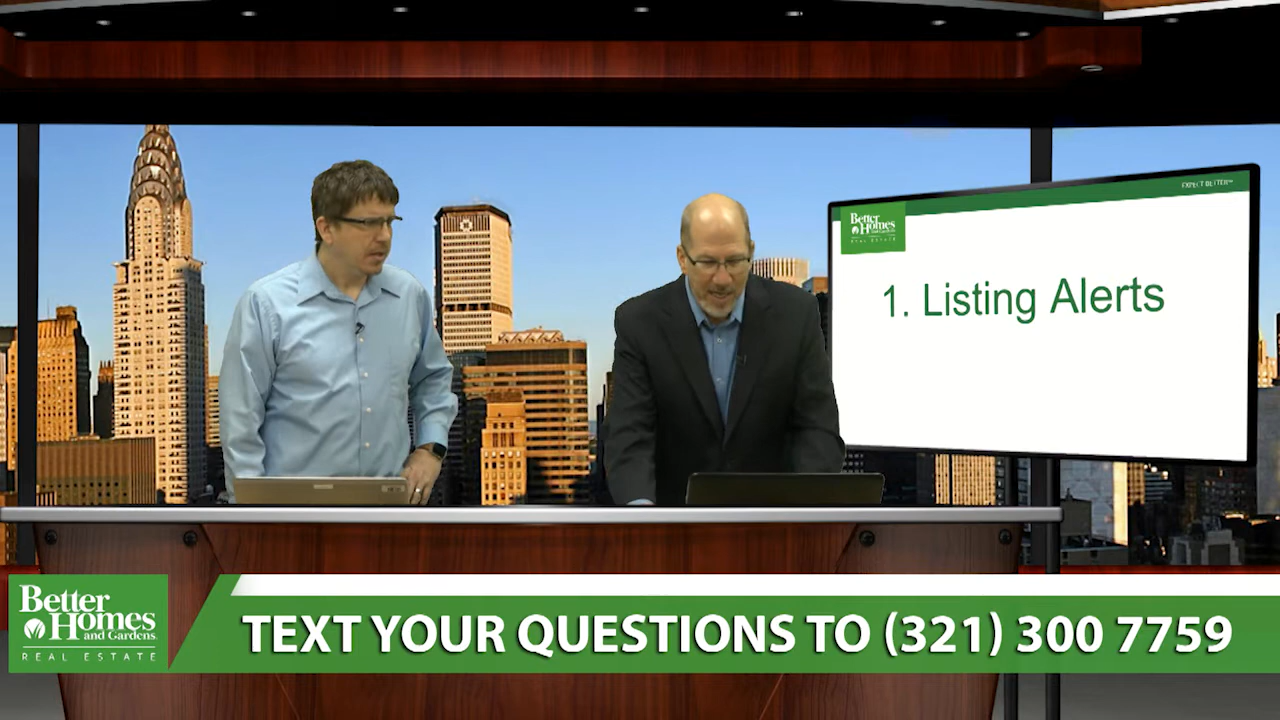 EXPECT BETTER℠
Better
Homes
and Gardens
REAL ESTATE
1. Listing Alerts
Better
Homes
and Gardens
REAL ESTATE
TEXT YOUR QUESTIONS TO (321) 300 7759